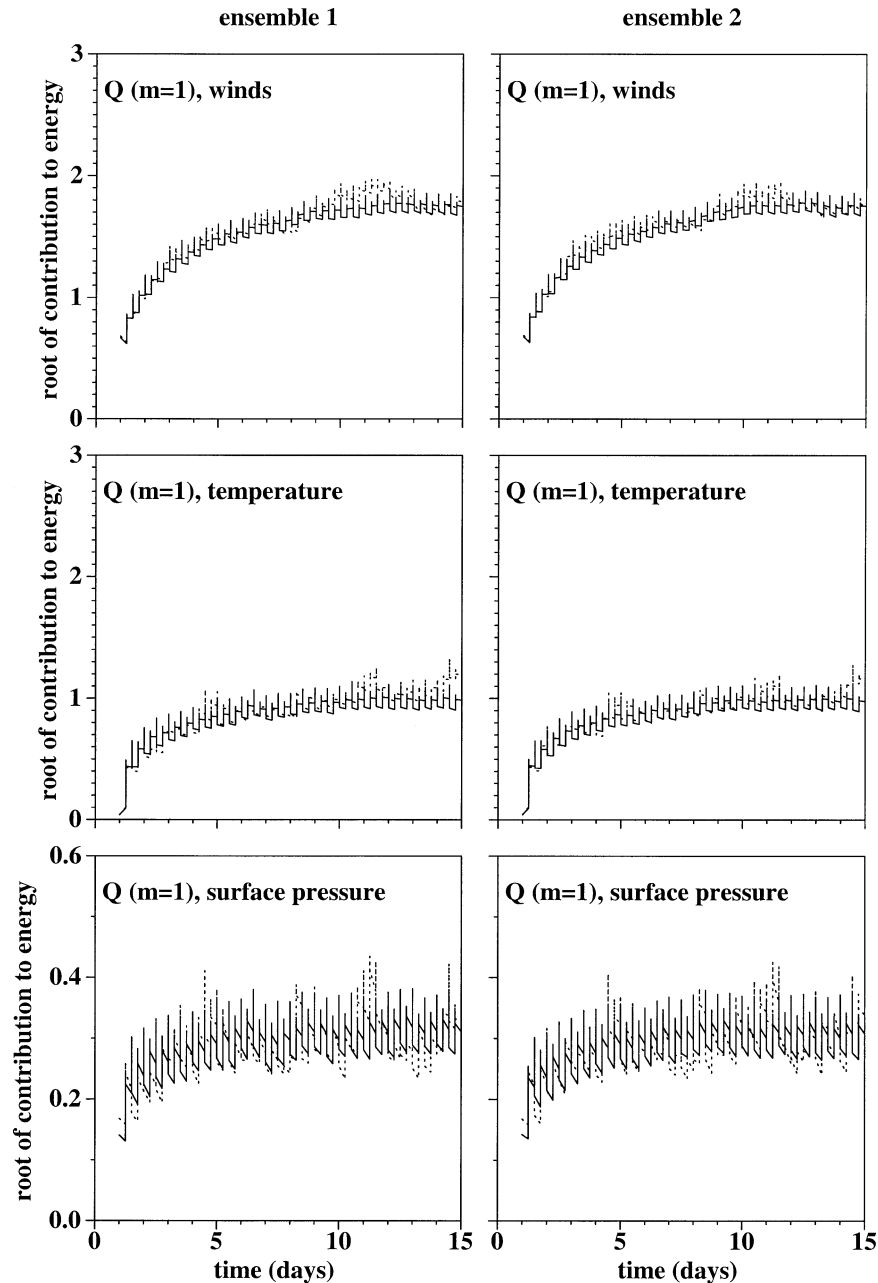 ensemble 1
ensemble 2
root of contribution to energy
3
2
1
0
Q (m=1), winds
Q (m=1), winds
root of contribution to energy
3
2
1
0
Q (m=1), temperature
Q (m=1), temperature
root of contribution to energy
0.6
0.4
0.2
0.0
Q (m=1), surface pressure
Q (m=1), surface pressure
0 5 10 15
0 5 10 15
time (days)
time (days)